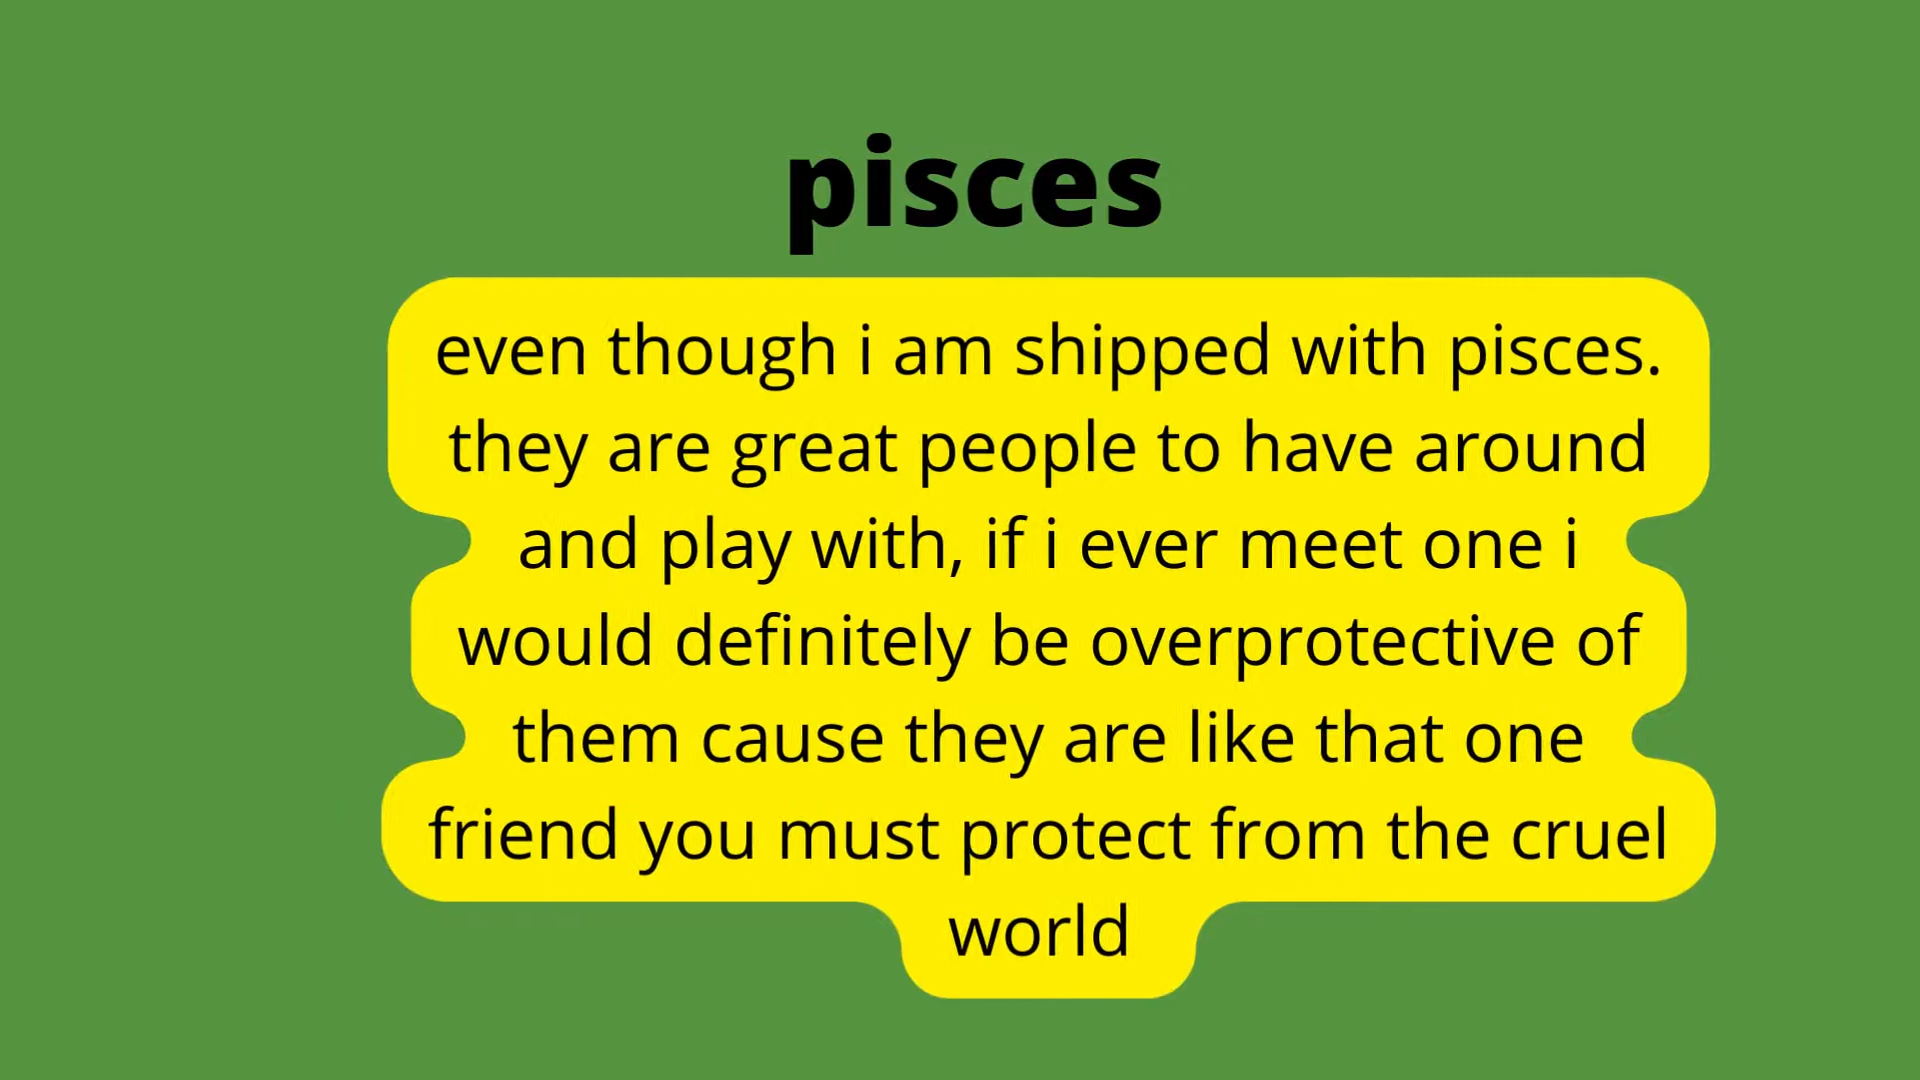 pisces
even though i am shipped with pisces.
they are great people to have around
and play with, if i ever meet one i
would definitely be overprotective of
them cause they are like that one
friend you must protect from the cruel
world